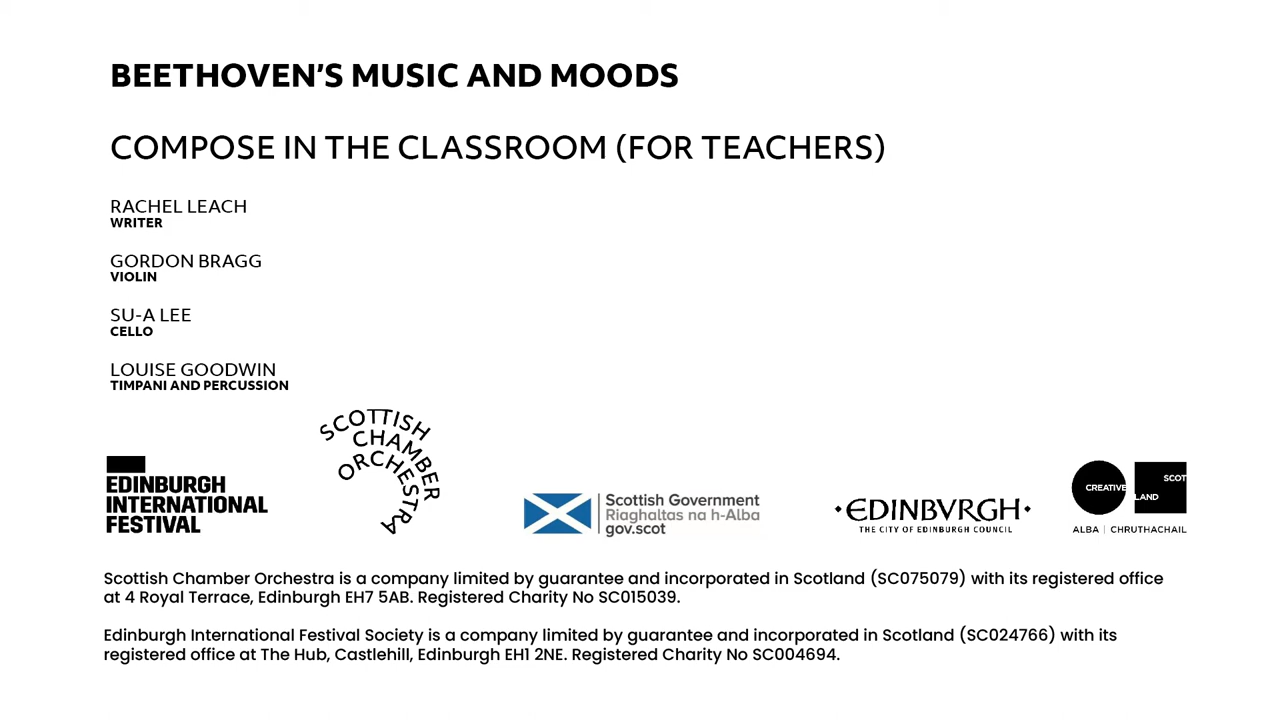 BEETHOVEN’S MUSIC AND MOODS
COMPOSE IN THE CLASSROOM (FOR TEACHERS)
RACHEL LEACH
WRITER
GORDON BRAGG
VIOLIN
SU-A LEE
CELLO
LOUISE GOODWIN
TIMPANI AND PERCUSSION
EDINBURGH
INTERNATIONAL
FESTIVAL
SCOTTISH
CHAMBER
ORCHESTRA
Scottish Government
Riaghaltas na h-Alba
gov.scot
EDINBVRGH
THE CITY OF EDINBURGH COUNCIL
CREATIVE
SCOT
LAND
ALBA | CHRUTHACHAIL
Scottish Chamber Orchestra is a company limited by guarantee and incorporated in Scotland (SC075079) with its registered office
at 4 Royal Terrace, Edinburgh EH7 5AB. Registered Charity No SC015039.
Edinburgh International Festival Society is a company limited by guarantee and incorporated in Scotland (SC024766) with its
registered office at The Hub, Castlehill, Edinburgh EH1 2NE. Registered Charity No SC004694.